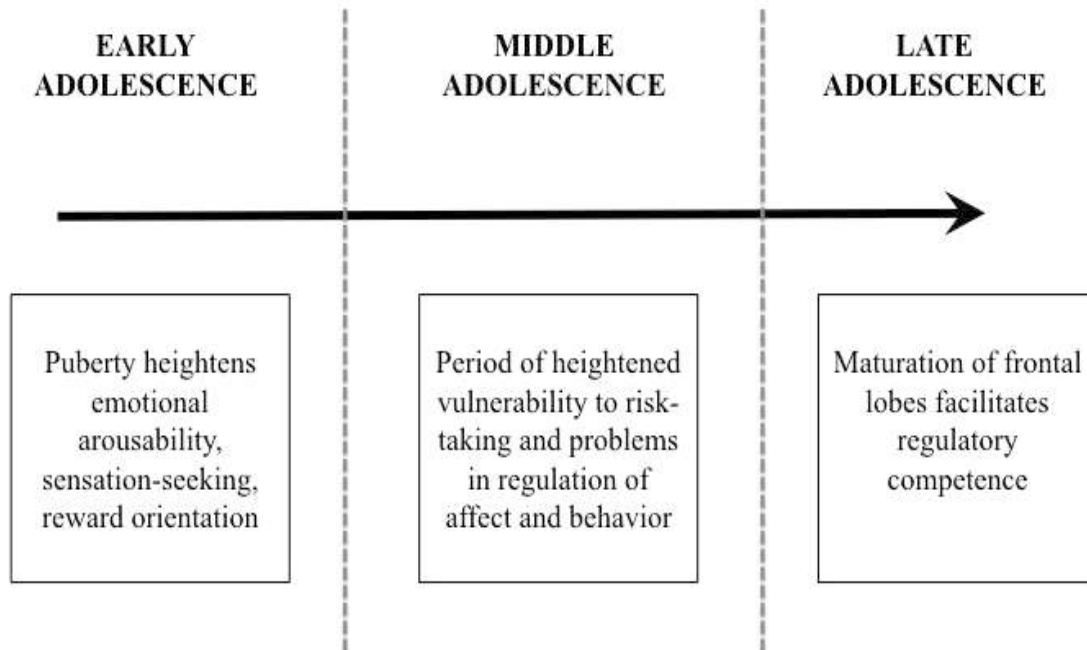 EARLY
ADOLESCENCE
MIDDLE
ADOLESCENCE
LATE
ADOLESCENCE
Puberty heightens
emotional
arousability,
sensation-seeking,
reward orientation
Period of heightened
vulnerability to risk-
taking and problems
in regulation of
affect and behavior
Maturation of frontal
lobes facilitates
regulatory
competence